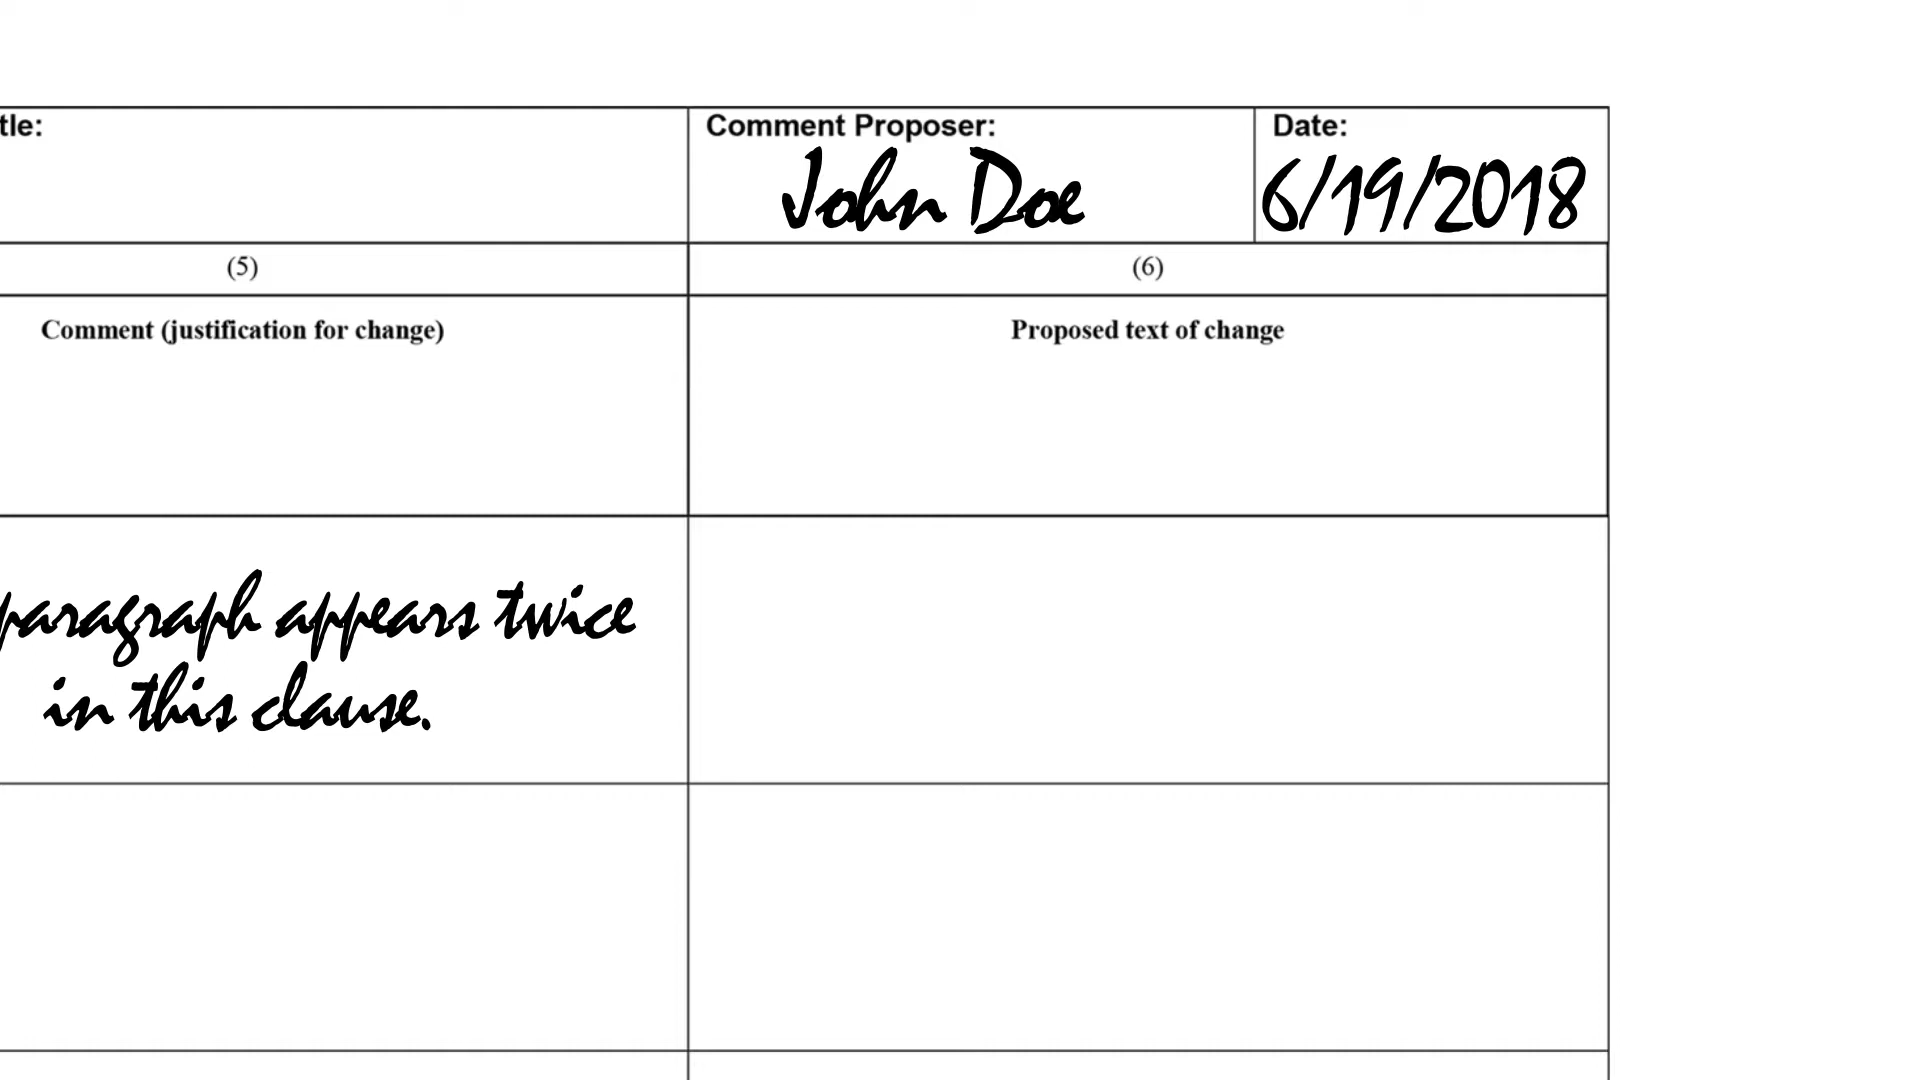 tle:
Comment Proposer:
Date:
John Doe
6/19/2018
(5)
(6)
Comment (justification for change)
Proposed text of change
paragraph appears twice
in this clause.